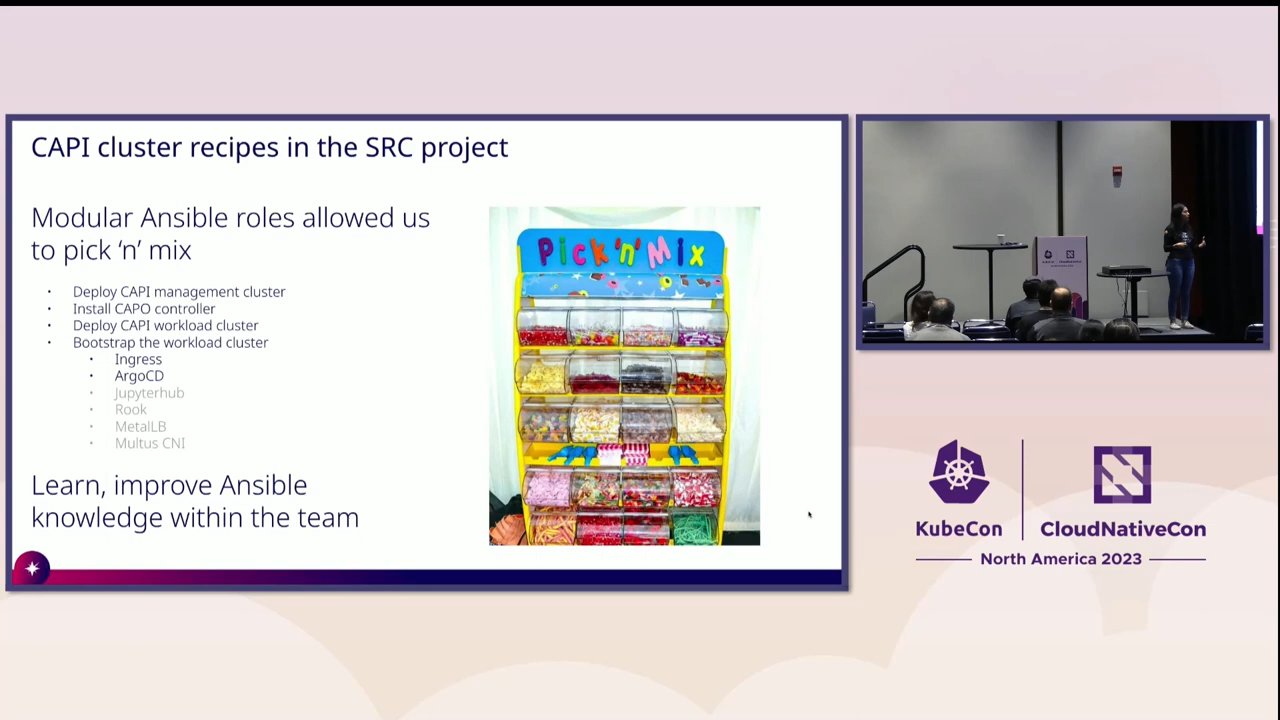 CAPI cluster recipes in the SRC project
Modular Ansible roles allowed us
to pick ‘n’ mix
• Deploy CAPI management cluster
• Install CAPO controller
• Deploy CAPI workload cluster
• Bootstrap the workload cluster
• Ingress
• ArgoCD
• Jupyterhub
• Rook
• MetalLB
• Multus CNI
Learn, improve Ansible
knowledge within the team
Pick 'n' Mix
KubeCon
CloudNativeCon
North America 2023